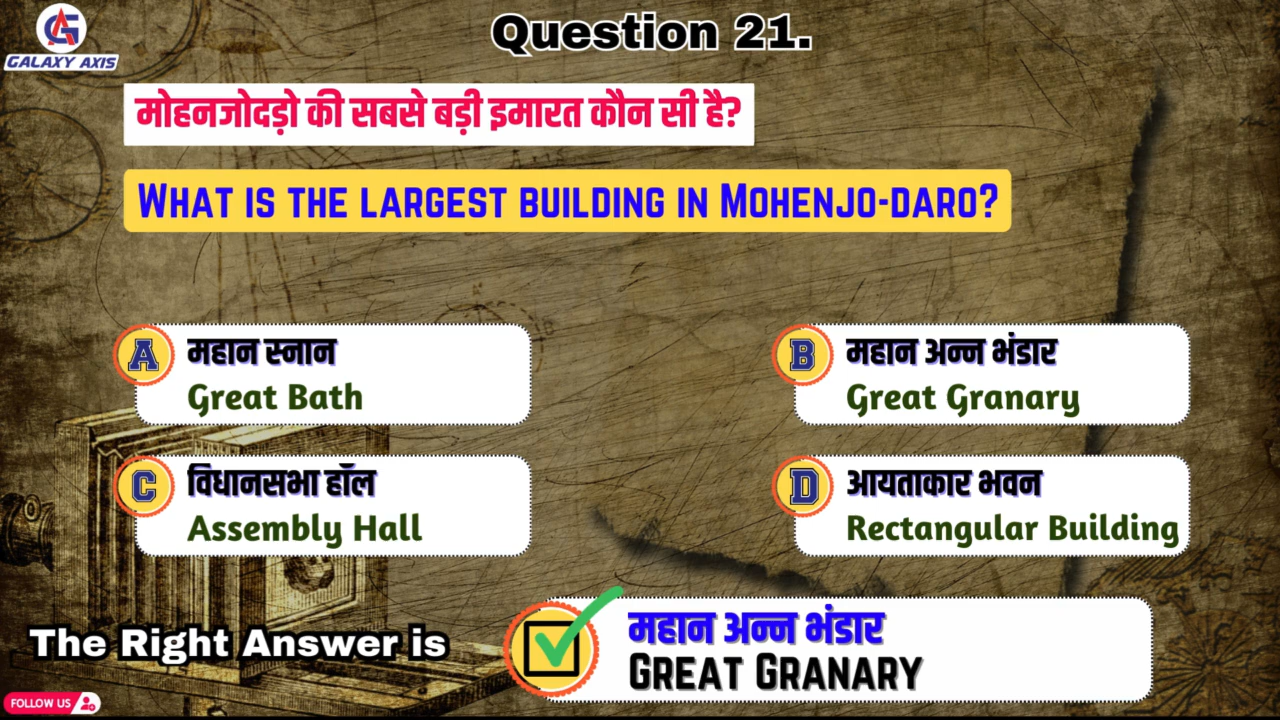 GALAXY AXIS
Question 21.
मोहनजोदड़ो की सबसे बड़ी इमारत कौन सी है?
WHAT IS THE LARGEST BUILDING IN MOHENJO-DARO?
A महान स्नान
Great Bath
B महान अन्न भंडार
Great Granary
C विधानसभा हॉल
Assembly Hall
D आयताकार भवन
Rectangular Building
The Right Answer is
महान अन्न भंडार
GREAT GRANARY
FOLLOW US